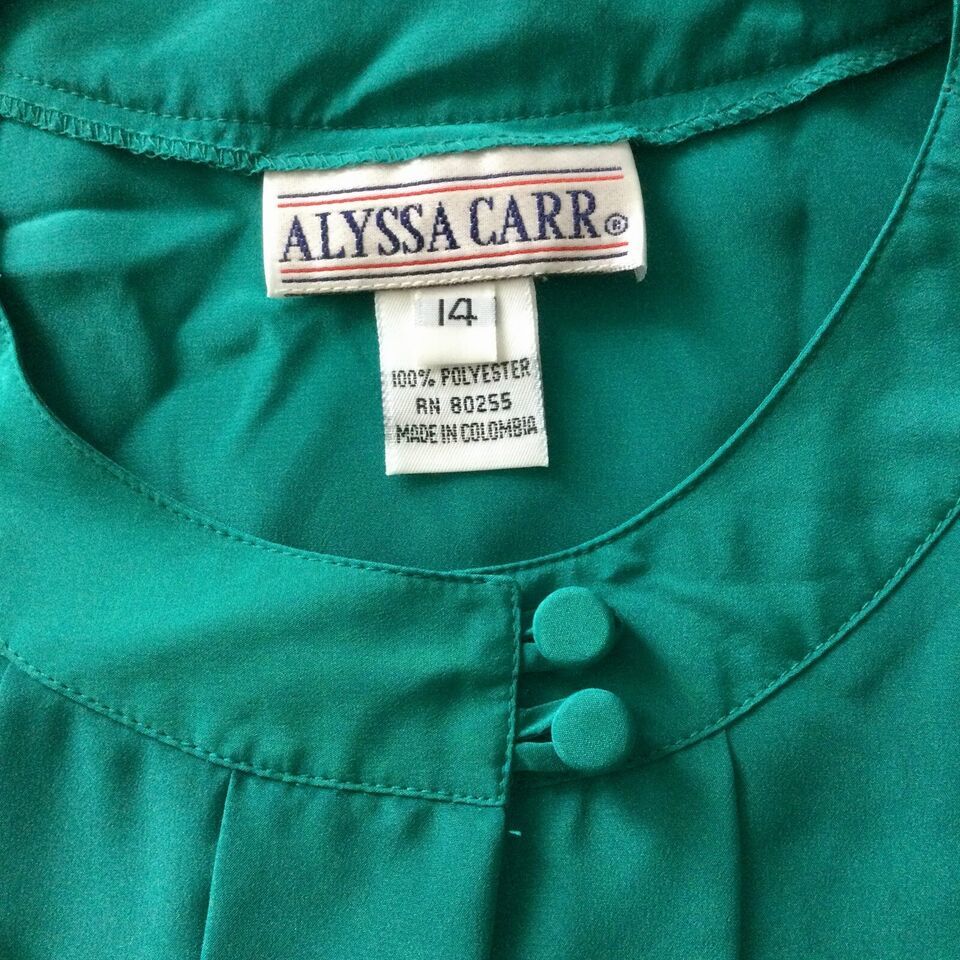 ALYSSA CARR®
14
100% POLYESTER
RN 80255
MADE IN COLOMBIA